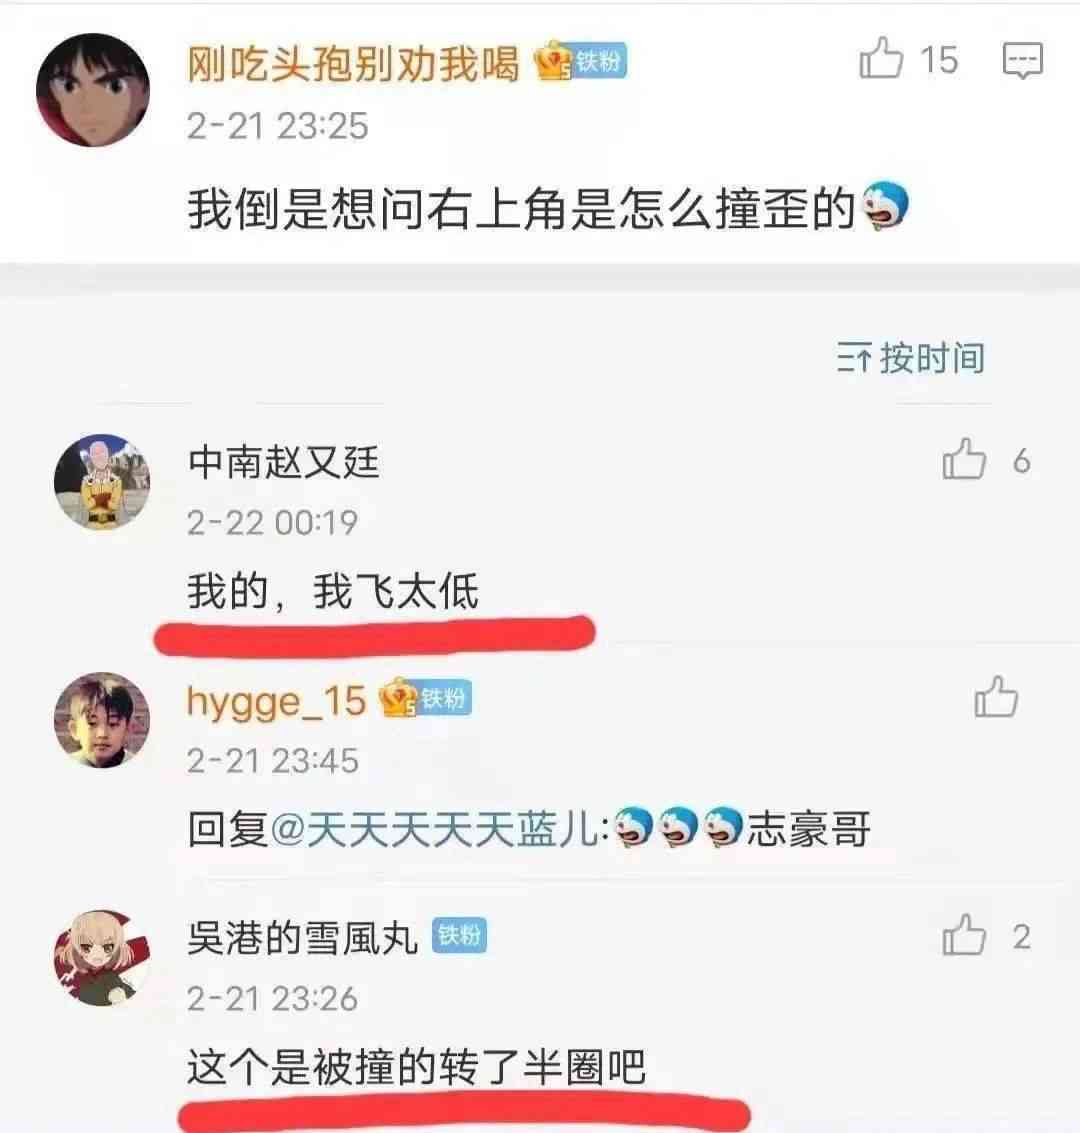 刚吃头孢别劝我喝 5 铁粉 15
2-21 23:25
我倒是想问右上角是怎么撞歪的
按时间
中南赵又廷 6
2-22 00:19
我的，我飞太低
hygge_15 5 铁粉
2-21 23:45
回复@天天天天天蓝儿:志豪哥
吳港的雪風丸 铁粉 2
2-21 23:26
这个是被撞的转了半圈吧